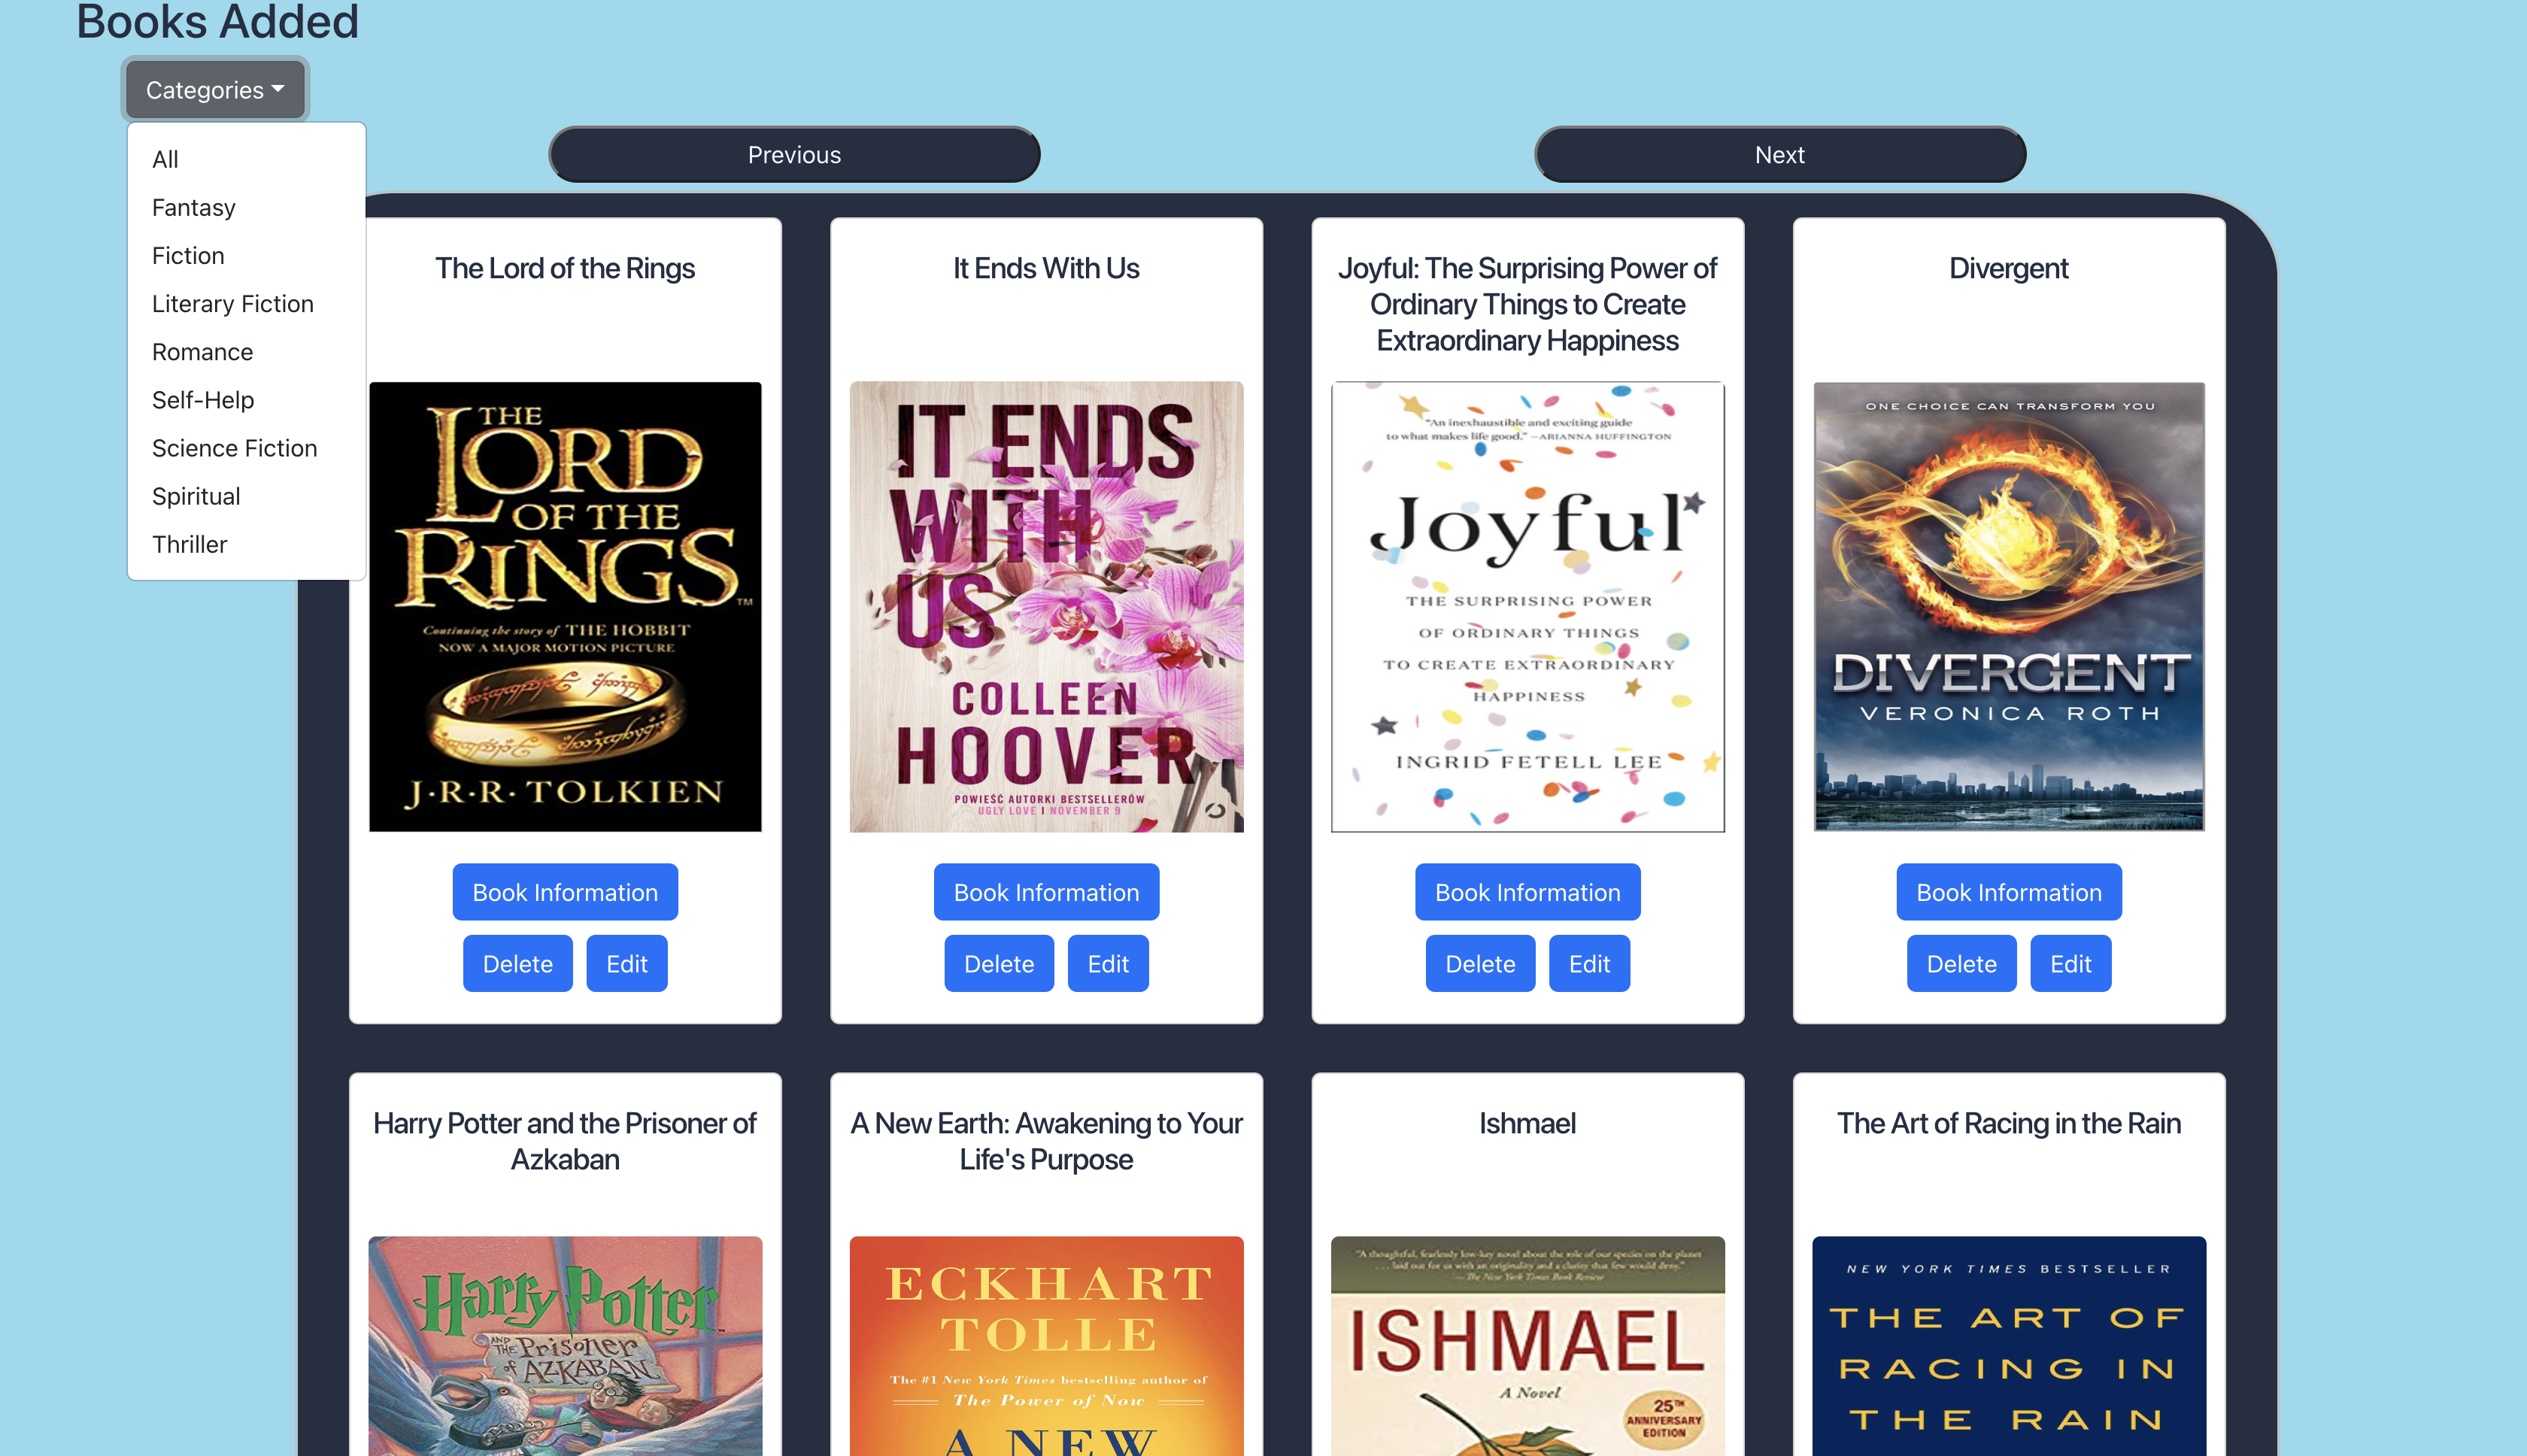 Books Added
Categories
All
Fantasy
Fiction
Literary Fiction
Romance
Self-Help
Science Fiction
Spiritual
Thriller
Previous
Next
The Lord of the Rings
THE
LORD
OF THE
RINGS™
Continuing the story of THE HOBBIT
NOW A MAJOR MOTION PICTURE
J·R·R·TOLKIEN
Book Information
Delete
Edit
It Ends With Us
IT ENDS
WITH
US
COLLEEN
HOOVER
POWIEŚĆ AUTORKI BESTSELLERÓW
UGLY LOVE I NOVEMBER 9
Book Information
Delete
Edit
Joyful: The Surprising Power of
Ordinary Things to Create
Extraordinary Happiness
"An inexhaustible and exciting guide
to what makes life good." —ARIANNA HUFFINGTON
Joyful
THE SURPRISING POWER
OF ORDINARY THINGS
TO CREATE EXTRAORDINARY
HAPPINESS
INGRID FETELL LEE
Book Information
Delete
Edit
Divergent
ONE CHOICE CAN TRANSFORM YOU
DIVERGENT
VERONICA ROTH
Book Information
Delete
Edit
Harry Potter and the Prisoner of
Azkaban
Harry Potter™
AND THE Prisoner
of AZKABAN
A New Earth: Awakening to Your
Life's Purpose
ECKHART
TOLLE
The #1 New York Times bestselling author of
The Power of Now
A NEW
Ishmael
"A thoughtful, fearlessly low-key novel about the role of our species on the planet
. . . laid out for us with an originality and a clarity that few would deny."
—The New York Times Book Review
ISHMAEL
A Novel
25TH
ANNIVERSARY
EDITION
The Art of Racing in the Rain
NEW YORK TIMES BESTSELLER
THE ART OF
RACING IN
THE RAIN